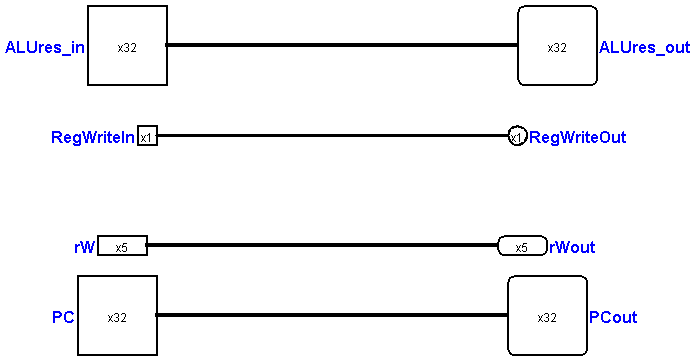 ALUres_in x32 x32 ALUres_out
RegWriteIn x1 x1 RegWriteOut
rW x5 x5 rWout
PC x32 x32 PCout